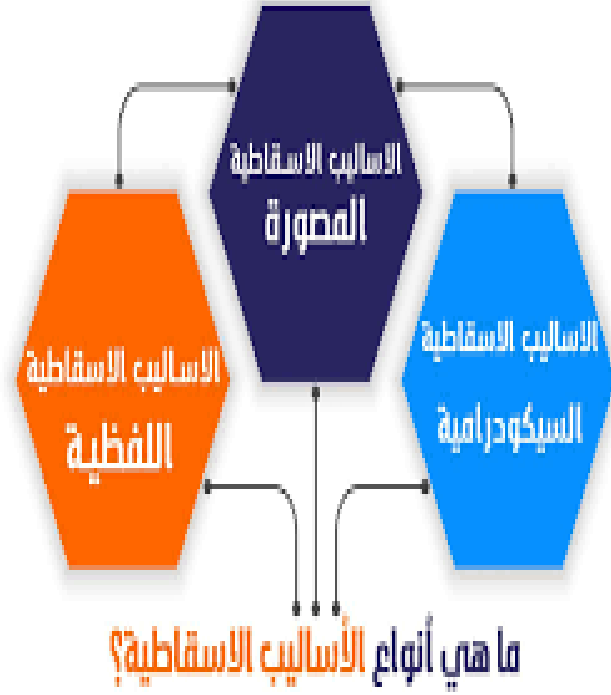 الاساليب الاسقاطية
المصورة
الاساليب الاسقاطية
السيكودرامية
الاساليب الاسقاطية
اللفظية
ما هي أنواع الأساليب الاسقاطية؟